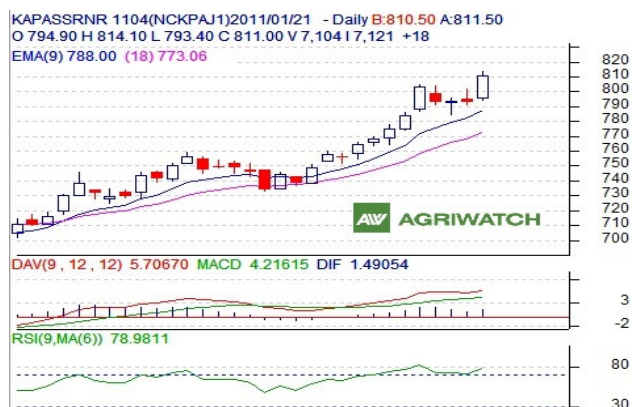 KAPASSRNR 1104(NCKPAJ1)2011/01/21 - Daily B:810.50 A:811.50
O 794.90 H 814.10 L 793.40 C 811.00 V 7,104 I 7,121 +18
EMA(9) 788.00 (18) 773.06
820
810
800
790
780
770
760
750
740
730
720
710
700
AW AGRIWATCH
DAV(9 , 12 , 12) 5.70670 MACD 4.21615 DIF 1.49054
3
-2
RSI(9,MA(6)) 78.9811
80
30